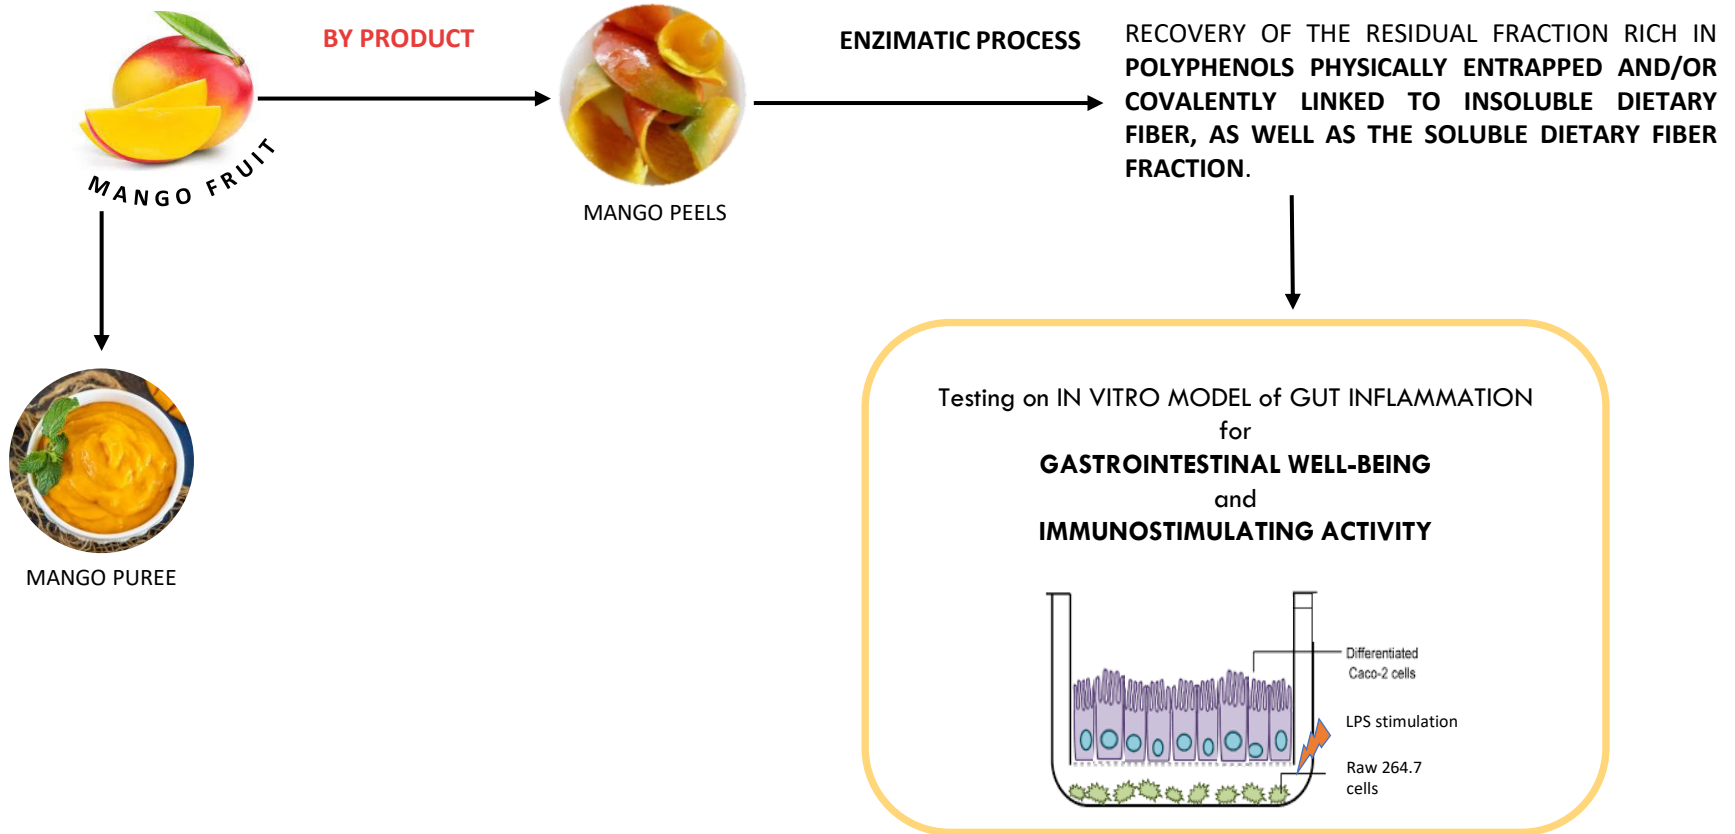 BY PRODUCT
ENZIMATIC PROCESS
RECOVERY OF THE RESIDUAL FRACTION RICH IN
POLYPHENOLS PHYSICALLY ENTRAPPED AND/OR
COVALENTLY LINKED TO INSOLUBLE DIETARY
FIBER, AS WELL AS THE SOLUBLE DIETARY FIBER
FRACTION.
MANGO FRUIT
MANGO PEELS
MANGO PUREE
Testing on IN VITRO MODEL of GUT INFLAMMATION
for
GASTROINTESTINAL WELL-BEING
and
IMMUNOSTIMULATING ACTIVITY
Differentiated
Caco-2 cells
LPS stimulation
Raw 264.7
cells